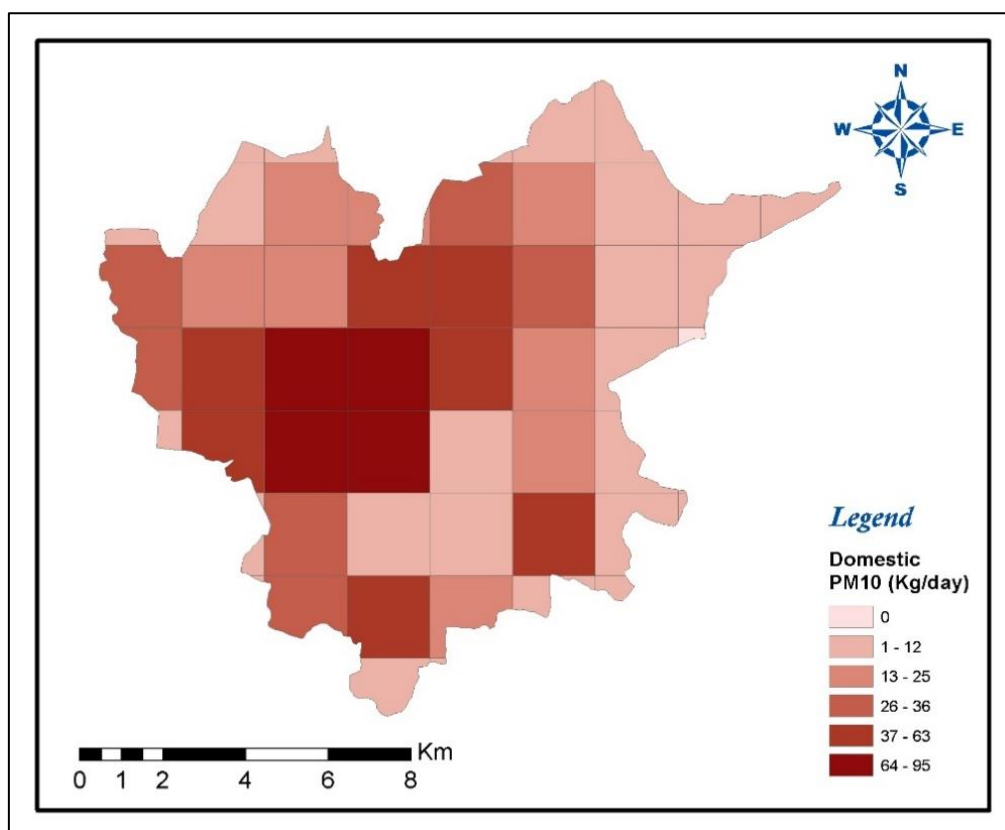 N
W E
S
Legend
Domestic
PM10 (Kg/day)
0
1 - 12
13 - 25
26 - 36
37 - 63
64 - 95
Km
0 1 2 4 6 8